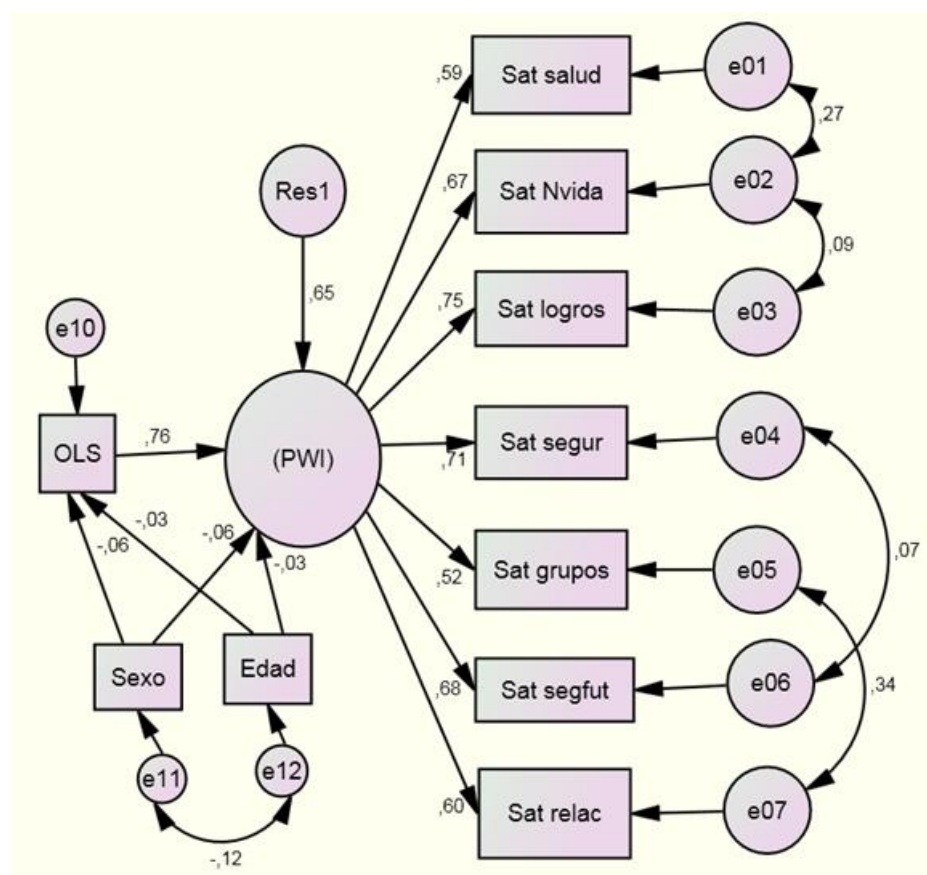 ,59
Sat salud
e01
,27
,67
Sat Nvida
e02
Res1
,09
,65
,75
Sat logros
e03
e10
,76
OLS
(PWI)
Sat segur
e04
,71
-,03
-,06
-,06
-,03
,07
Sat grupos
e05
,52
Sexo
Edad
,68
Sat segfut
e06
,34
e11
e12
,60
Sat relac
e07
-,12